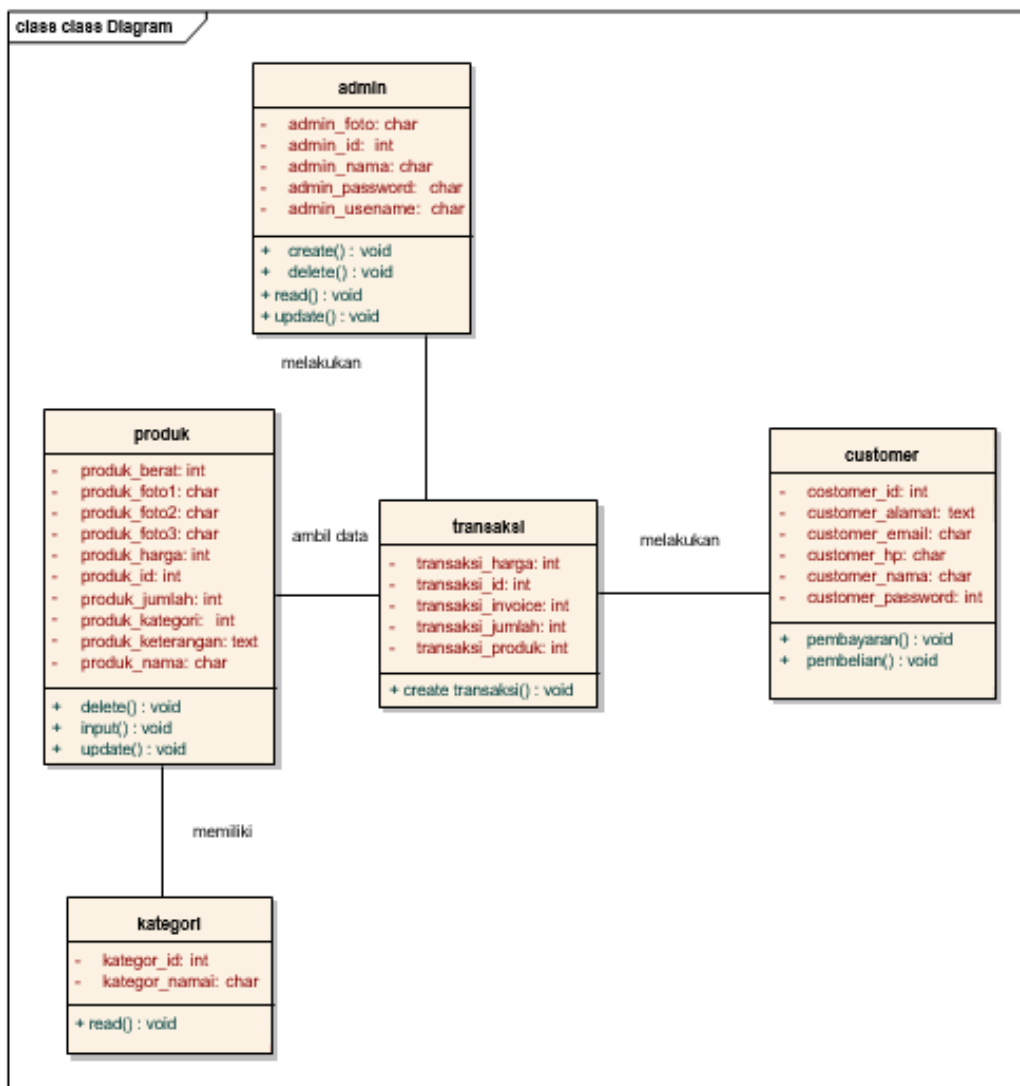 class class Diagram
admin
- admin_foto: char
- admin_id: int
- admin_nama: char
- admin_password: char
- admin_usename: char
+ create() : void
+ delete() : void
+ read() : void
+ update() : void
melakukan
produk
- produk_berat: int
- produk_foto1: char
- produk_foto2: char
- produk_foto3: char
- produk_harga: int
- produk_id: int
- produk_jumlah: int
- produk_kategori: int
- produk_keterangan: text
- produk_nama: char
+ delete() : void
+ input() : void
+ update() : void
ambil data
transaksi
- transaksi_harga: int
- transaksi_id: int
- transaksi_invoice: int
- transaksi_jumlah: int
- transaksi_produk: int
+ create transaksi() : void
melakukan
customer
- costomer_id: int
- customer_alamat: text
- customer_email: char
- customer_hp: char
- customer_nama: char
- customer_password: int
+ pembayaran() : void
+ pembelian() : void
memiliki
kategori
- kategor_id: int
- kategor_namai: char
+ read() : void